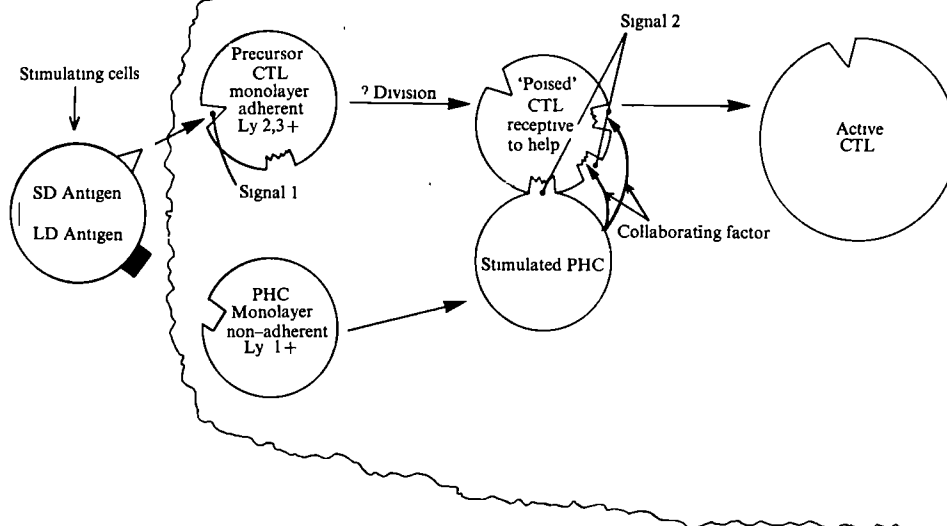 Stimulating cells
SD Antigen
LD Antigen
Precursor
CTL
monolayer
adherent
Ly 2,3+
Signal 1
? Division
Signal 2
'Poised'
CTL
receptive
to help
Collaborating factor
Stimulated PHC
Active
CTL
PHC
Monolayer
non-adherent
Ly 1+